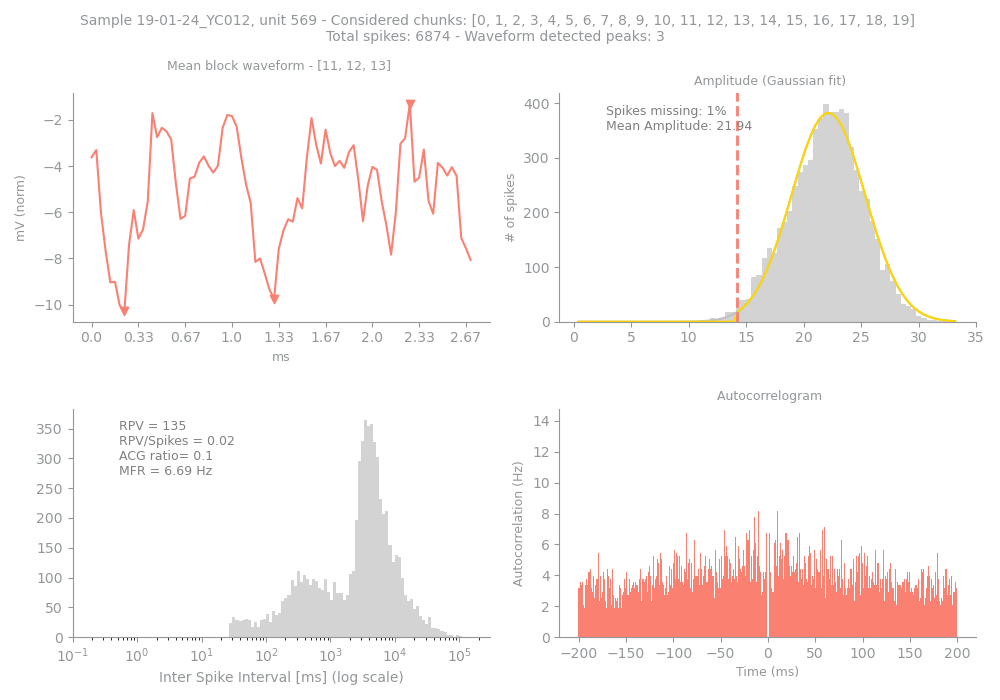 Sample 19-01-24_YC012, unit 569 - Considered chunks: [0, 1, 2, 3, 4, 5, 6, 7, 8, 9, 10, 11, 12, 13, 14, 15, 16, 17, 18, 19]
Total spikes: 6874 - Waveform detected peaks: 3
Mean block waveform - [11, 12, 13]
mV (norm)
−2
−4
−6
−8
−10
0.0 0.33 0.67 1.0 1.33 1.67 2.0 2.33 2.67
ms
Amplitude (Gaussian fit)
Spikes missing: 1%
Mean Amplitude: 21.94
# of spikes
400
300
200
100
0
0 5 10 15 20 25 30 35
RPV = 135
RPV/Spikes = 0.02
ACG ratio= 0.1
MFR = 6.69 Hz
350
300
250
200
150
100
50
0
10⁻¹ 10⁰ 10¹ 10² 10³ 10⁴ 10⁵
Inter Spike Interval [ms] (log scale)
Autocorrelogram
Autocorrelation (Hz)
14
12
10
8
6
4
2
0
−200 −150 −100 −50 0 50 100 150 200
Time (ms)